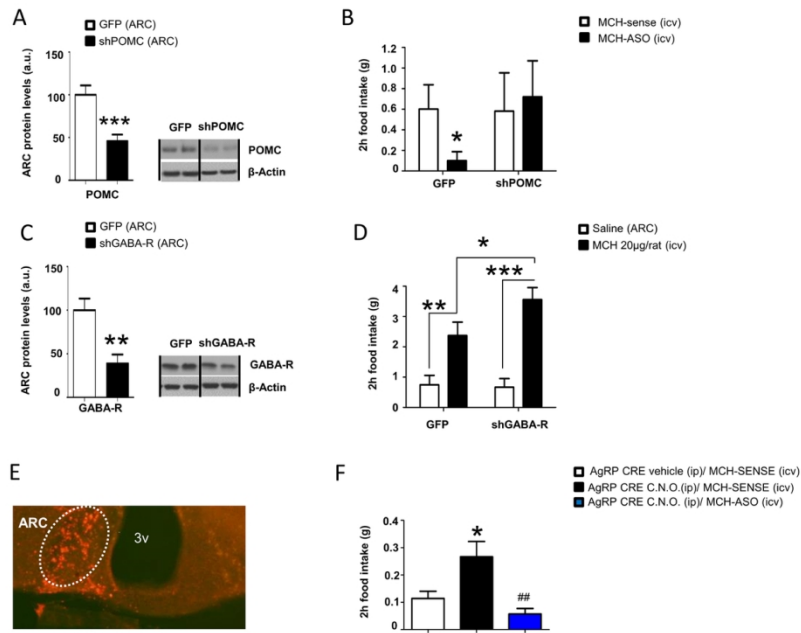 A
GFP (ARC)
shPOMC (ARC)
ARC protein levels (a.u.)
150
100
50
0
***
POMC
GFP shPOMC
POMC
β-Actin
B
MCH-sense (icv)
MCH-ASO (icv)
2h food intake (g)
1.2
1.0
0.8
0.6
0.4
0.2
0
*
GFP shPOMC
C
GFP (ARC)
shGABA-R (ARC)
ARC protein levels (a.u.)
150
100
50
0
**
GABA-R
GFP shGABA-R
GABA-R
β-Actin
D
Saline (ARC)
MCH 20µg/rat (icv)
2h food intake (g)
4
3
2
1
0
*
**
***
GFP shGABA-R
E
ARC
3v
F
AgRP CRE vehicle (ip)/ MCH-SENSE (icv)
AgRP CRE C.N.O.(ip)/ MCH-SENSE (icv)
AgRP CRE C.N.O. (ip)/ MCH-ASO (icv)
2h food intake (g)
0.4
0.3
0.2
0.1
0
*
##